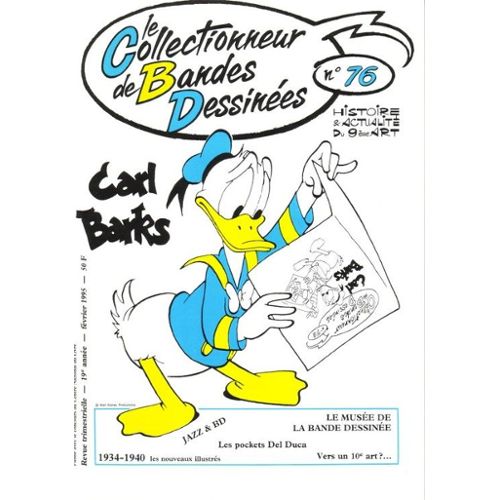 le
Collectionneur
de Bandes
Dessinées
n° 76
HISTOIRE
& ACTUALITÉ
DU 9ème ART
Carl
Barks
Revue trimestrielle — 19e année — février 1995 — 50 F
JAZZ & BD
LE MUSÉE DE
LA BANDE DESSINÉE
Les pockets Del Duca
1934-1940 les nouveaux illustrés
Vers un 10e art ?...